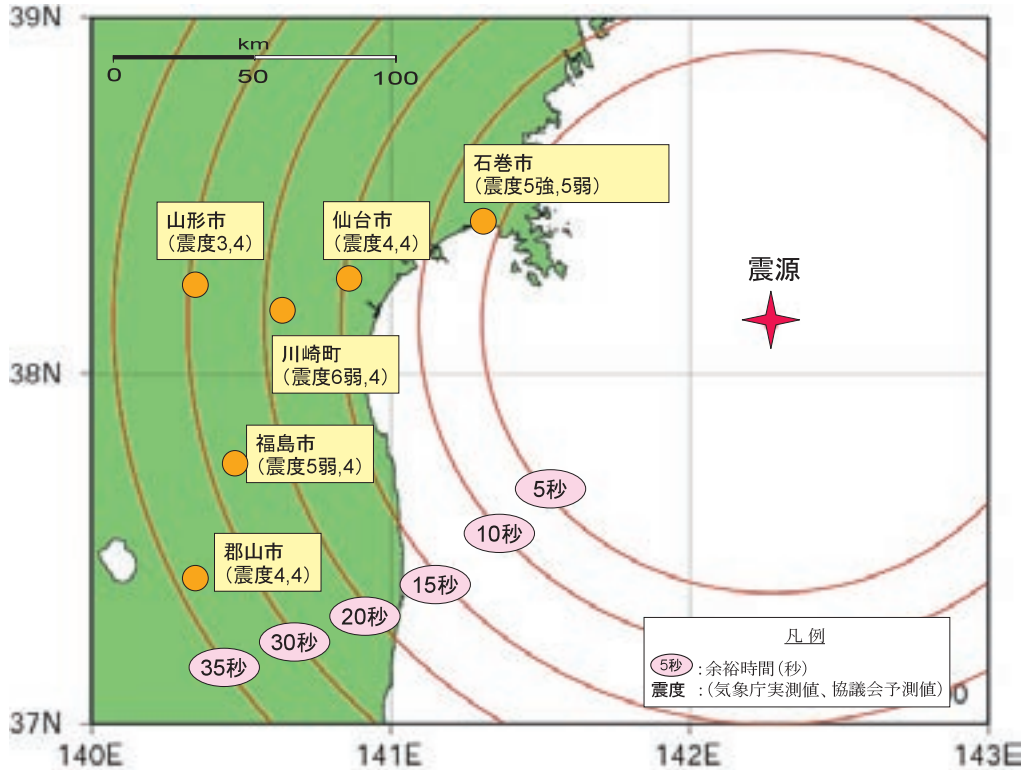 39N
km
0 50 100
石巻市
(震度5強,5弱)
山形市
(震度3,4)
仙台市
(震度4,4)
震源
川崎町
(震度6弱,4)
38N
福島市
(震度5弱,4)
5秒
10秒
郡山市
(震度4,4)
15秒
20秒
30秒
35秒
凡例
5秒 :余裕時間(秒)
震度 :(気象庁実測値、協議会予測値)
37N
140E 141E 142E 143E